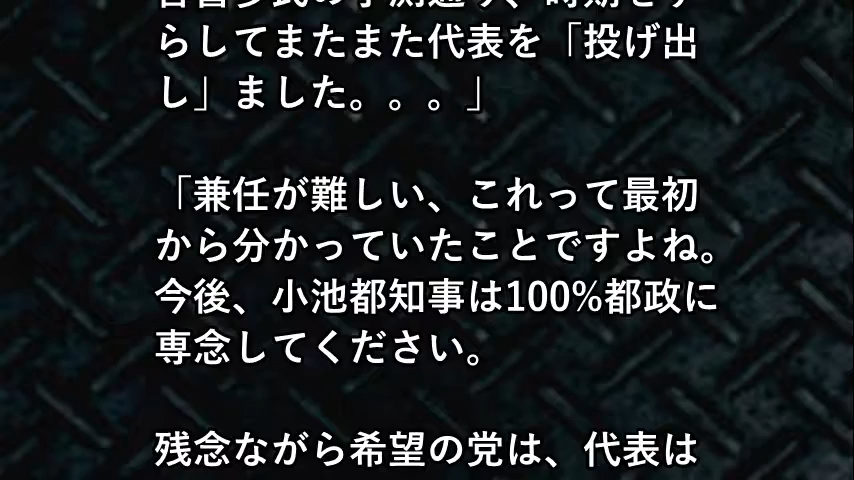 らしてまたまた代表を「投げ出
し」ました。。。」
「兼任が難しい、これって最初
から分かっていたことですよね。
今後、小池都知事は100%都政に
専念してください。
残念ながら希望の党は、代表は